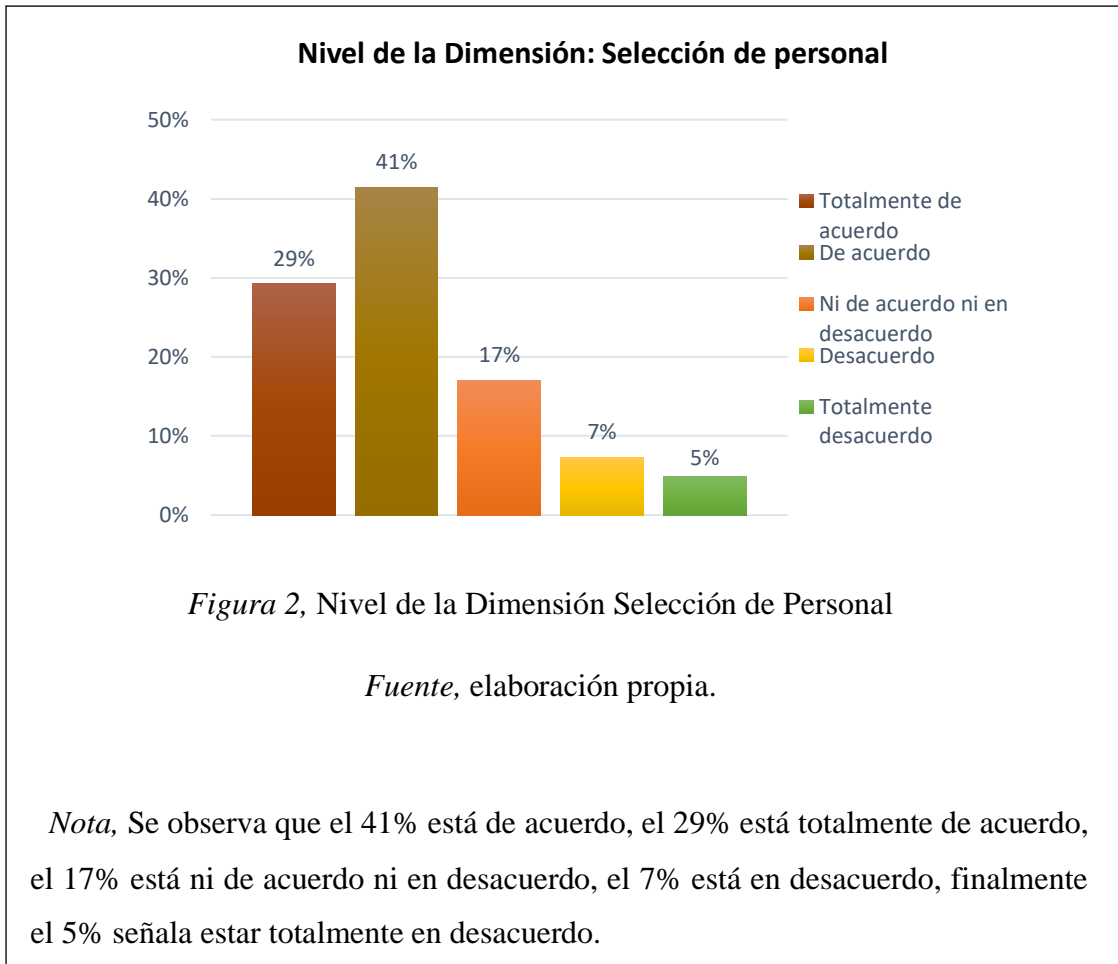 Nivel de la Dimensión: Selección de personal
50%
40%
30%
20%
10%
0%
29%
41%
17%
7%
5%
Totalmente de
acuerdo
De acuerdo
Ni de acuerdo ni en
desacuerdo
Desacuerdo
Totalmente
desacuerdo
Figura 2, Nivel de la Dimensión Selección de Personal
Fuente, elaboración propia.
Nota, Se observa que el 41% está de acuerdo, el 29% está totalmente de acuerdo,
el 17% está ni de acuerdo ni en desacuerdo, el 7% está en desacuerdo, finalmente
el 5% señala estar totalmente en desacuerdo.